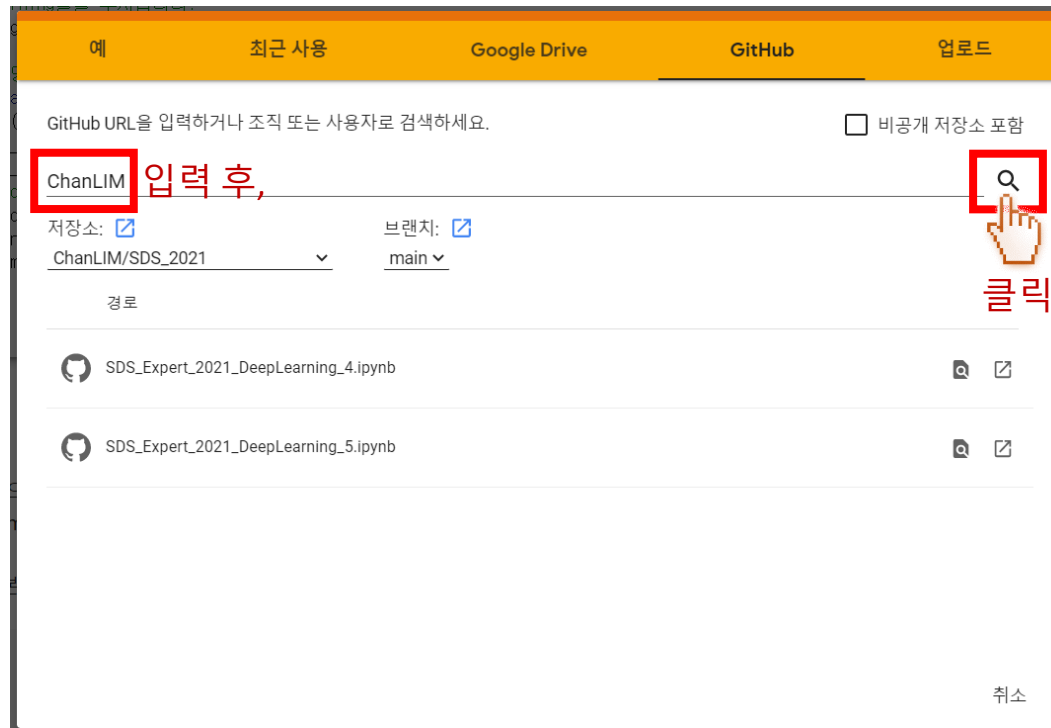 예 최근 사용 Google Drive GitHub 업로드
GitHub URL을 입력하거나 조직 또는 사용자로 검색하세요. 비공개 저장소 포함
ChanLIM 입력 후,
저장소: 브랜치:
ChanLIM/SDS_2021 main
클릭
경로
SDS_Expert_2021_DeepLearning_4.ipynb
SDS_Expert_2021_DeepLearning_5.ipynb
취소